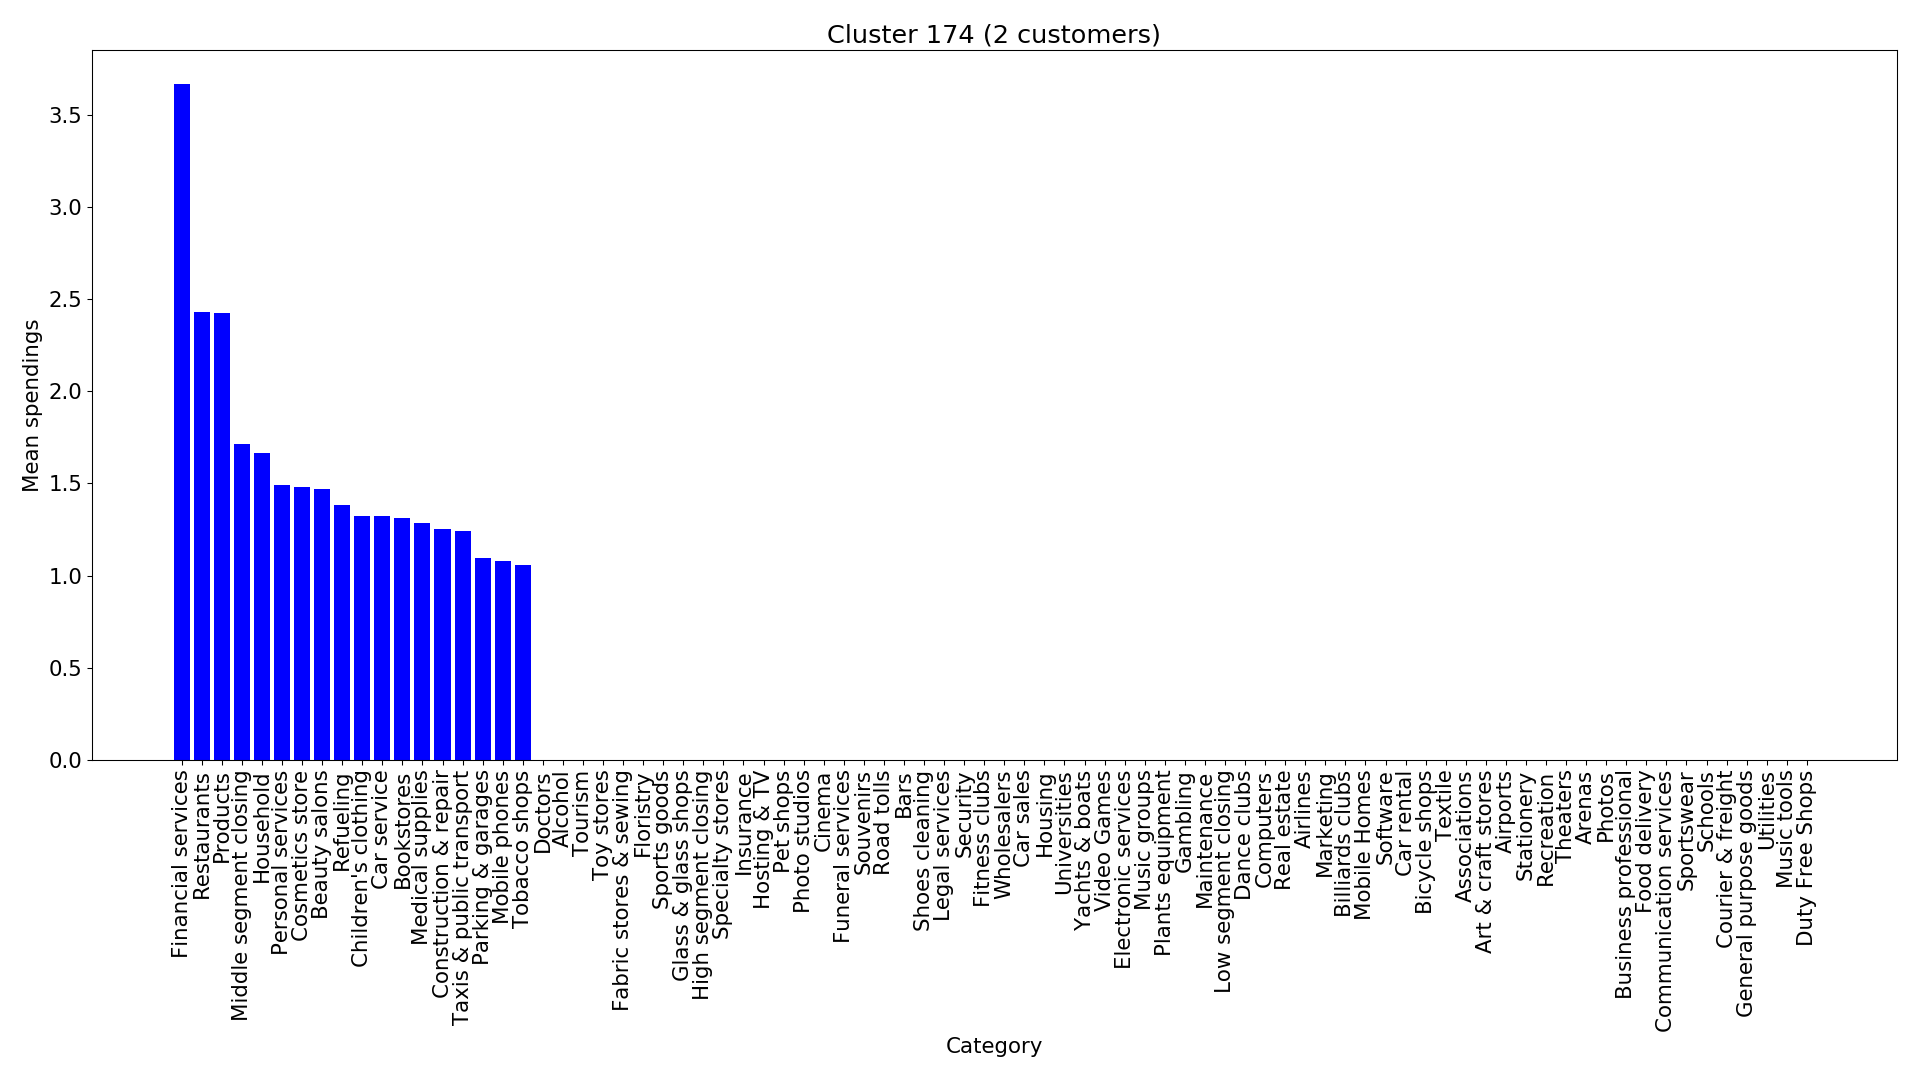 Cluster 174 (2 customers)
Mean spendings
3.5
3.0
2.5
2.0
1.5
1.0
0.5
0.0
Financial services
Restaurants
Products
Middle segment closing
Household
Personal services
Cosmetics store
Beauty salons
Refueling
Children's clothing
Car service
Bookstores
Medical supplies
Construction & repair
Taxis & public transport
Parking & garages
Mobile phones
Tobacco shops
Doctors
Alcohol
Tourism
Toy stores
Fabric stores & sewing
Floristry
Sports goods
Glass & glass shops
High segment closing
Specialty stores
Insurance
Hosting & TV
Pet shops
Photo studios
Cinema
Funeral services
Souvenirs
Road tolls
Bars
Shoes cleaning
Legal services
Security
Fitness clubs
Wholesalers
Car sales
Housing
Universities
Yachts & boats
Video Games
Electronic services
Music groups
Plants equipment
Gambling
Maintenance
Low segment closing
Dance clubs
Computers
Real estate
Airlines
Marketing
Billiards clubs
Mobile Homes
Software
Car rental
Bicycle shops
Textile
Associations
Art & craft stores
Airports
Stationery
Recreation
Theaters
Arenas
Photos
Business professional
Food delivery
Communication services
Sportswear
Schools
Courier & freight
General purpose goods
Utilities
Music tools
Duty Free Shops
Category